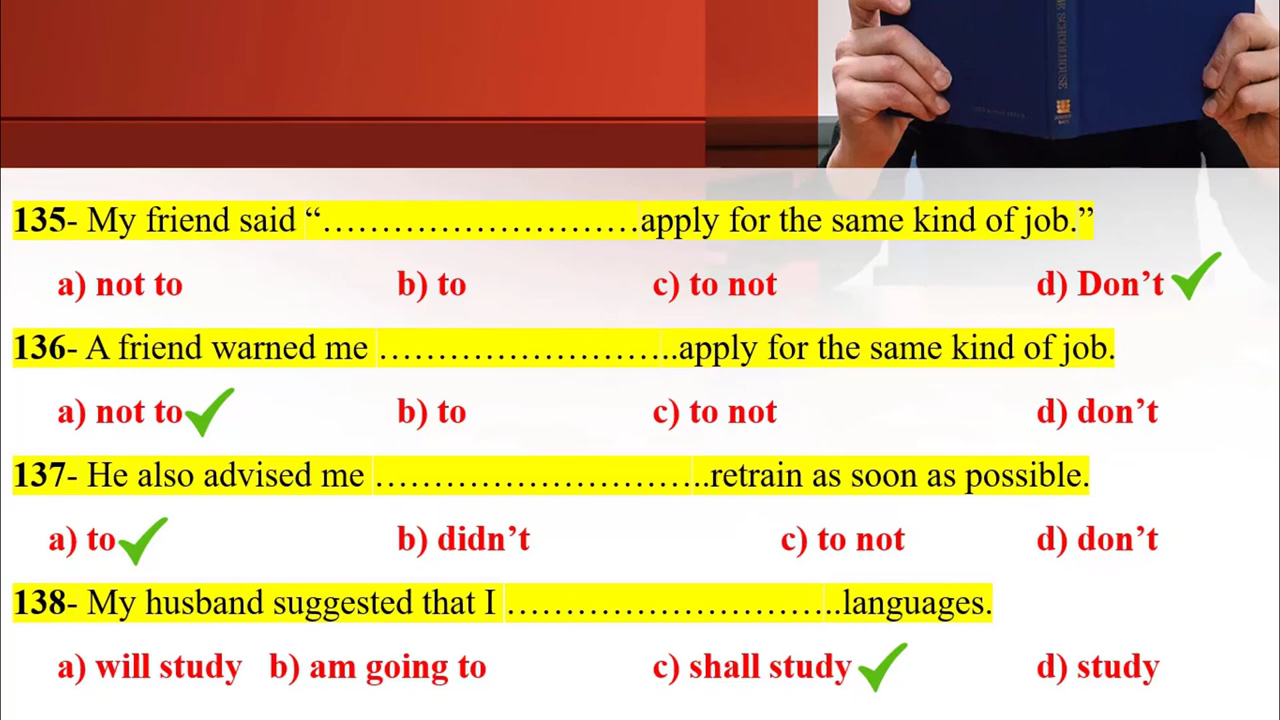 135- My friend said “……………………….apply for the same kind of job.”
a) not to b) to c) to not d) Don’t
136- A friend warned me ……………………..apply for the same kind of job.
a) not to b) to c) to not d) don’t
137- He also advised me ………………………..retrain as soon as possible.
a) to b) didn’t c) to not d) don’t
138- My husband suggested that I ………………………..languages.
a) will study b) am going to c) shall study d) study